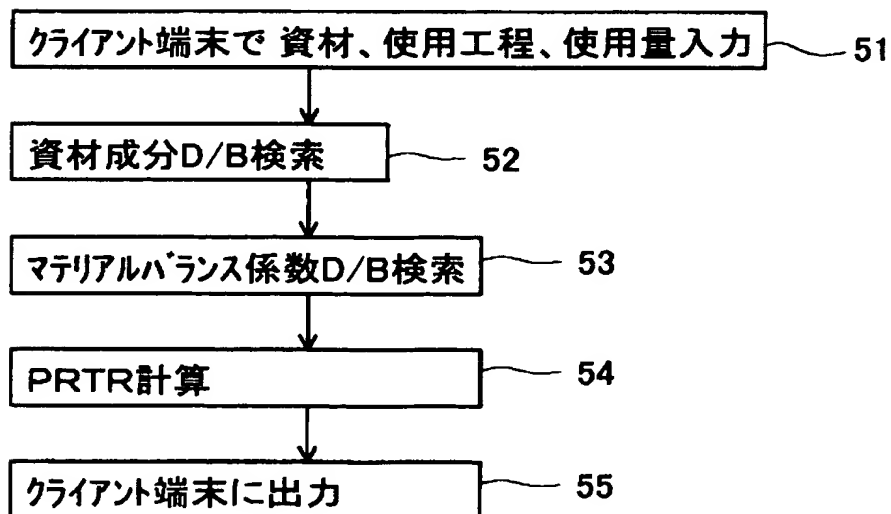 クライアント端末で 資材、使用工程、使用量入力 51
資材成分D/B検索 52
マテリアルバランス係数D/B検索 53
PRTR計算 54
クライアント端末に出力 55